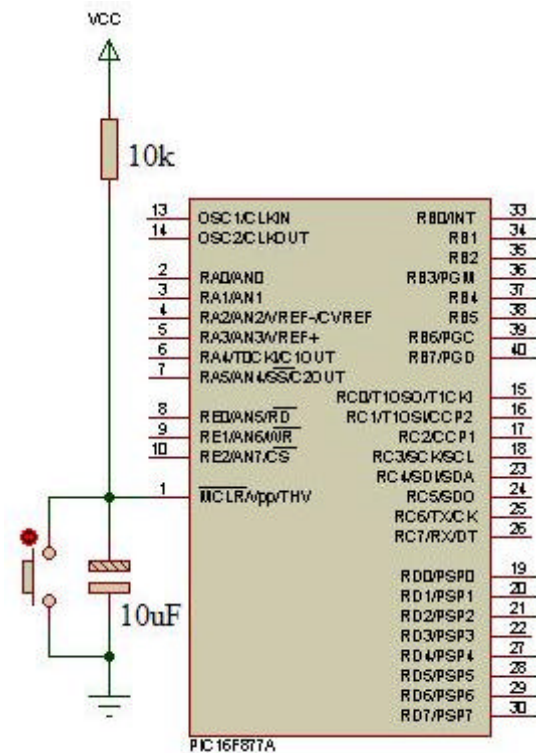 VCC
10k
13 OSC1/CLKIN
14 OSC2/CLKOUT
2 RA0/AN0
3 RA1/AN1
4 RA2/AN2/VREF-/CVREF
5 RA3/AN3/VREF+
6 RA4/T0CKI/C1OUT
7 RA5/AN4/SS/C2OUT
8 RE0/AN5/RD
9 RE1/AN6/WR
10 RE2/AN7/CS
1 MCLR/Vpp/THV
RB0/INT 33
RB1 34
RB2 35
RB3/PGM 36
RB4 37
RB5 38
RB6/PGC 39
RB7/PGD 40
RC0/T1OSO/T1CKI 15
RC1/T1OSI/CCP2 16
RC2/CCP1 17
RC3/SCK/SCL 18
RC4/SDI/SDA 23
RC5/SDO 24
RC6/TX/CK 25
RC7/RX/DT 26
RD0/PSP0 19
RD1/PSP1 20
RD2/PSP2 21
RD3/PSP3 22
RD4/PSP4 27
RD5/PSP5 28
RD6/PSP6 29
RD7/PSP7 30
10uF
PIC16F877A